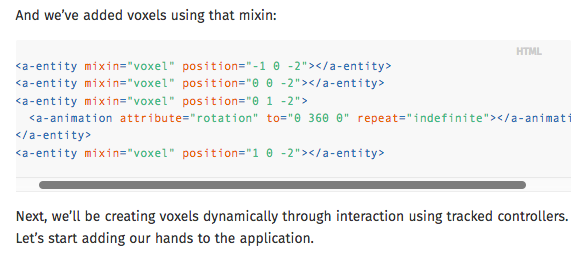 And we've added voxels using that mixin:
HTML
<a-entity mixin="voxel" position="-1 0 -2"></a-entity>
<a-entity mixin="voxel" position="0 0 -2"></a-entity>
<a-entity mixin="voxel" position="0 1 -2">
  <a-animation attribute="rotation" to="0 360 0" repeat="indefinite"></a-animati
</a-entity>
<a-entity mixin="voxel" position="1 0 -2"></a-entity>
Next, we'll be creating voxels dynamically through interaction using tracked controllers.
Let's start adding our hands to the application.